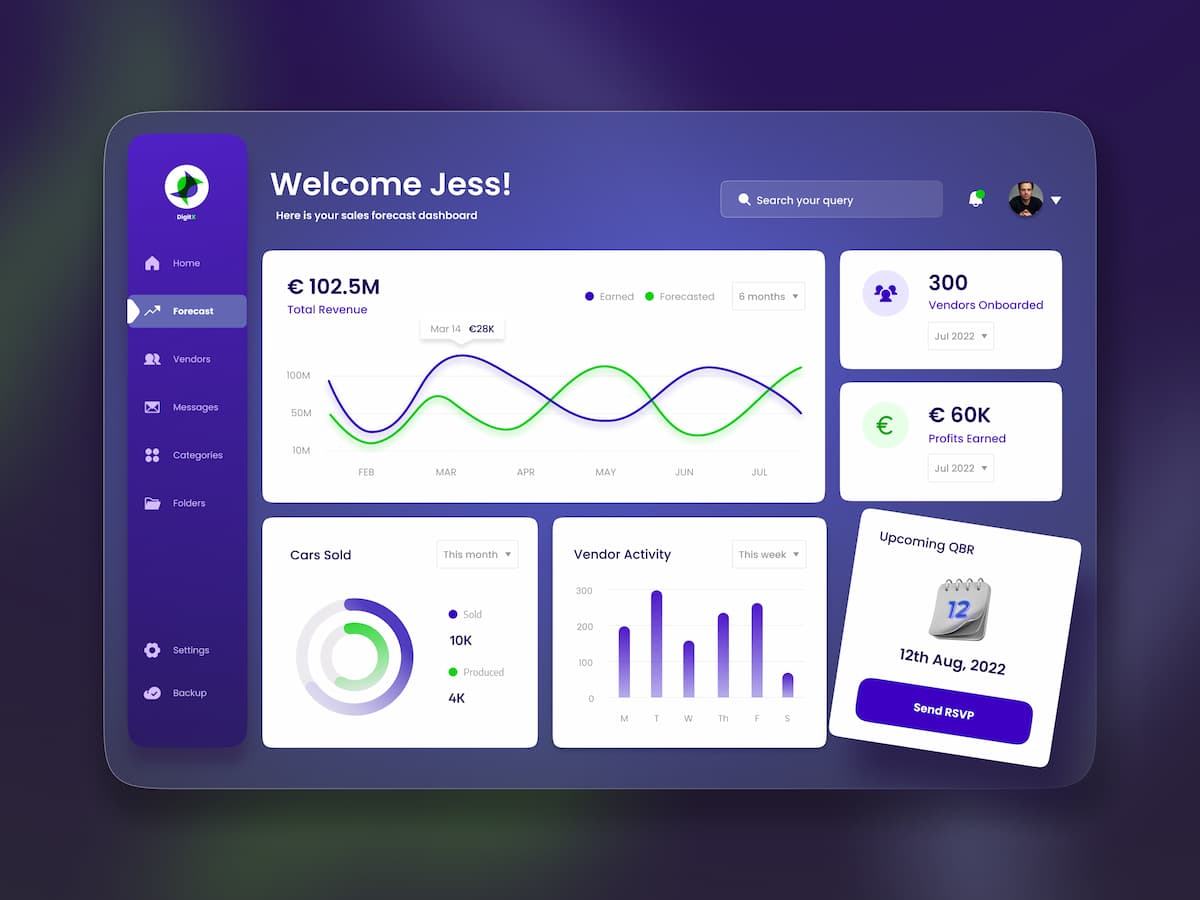 DigitX
Home
Forecast
Vendors
Messages
Categories
Folders
Settings
Backup
Welcome Jess!
Here is your sales forecast dashboard
Search your query
€ 102.5M
Total Revenue
Earned
Forecasted
6 months
Mar 14 €28K
100M
50M
10M
FEB MAR APR MAY JUN JUL
300
Vendors Onboarded
Jul 2022
€ 60K
Profits Earned
Jul 2022
Cars Sold
This month
Sold
10K
Produced
4K
Vendor Activity
This week
300
200
100
0
M T W Th F S
Upcoming QBR
12
12th Aug, 2022
Send RSVP